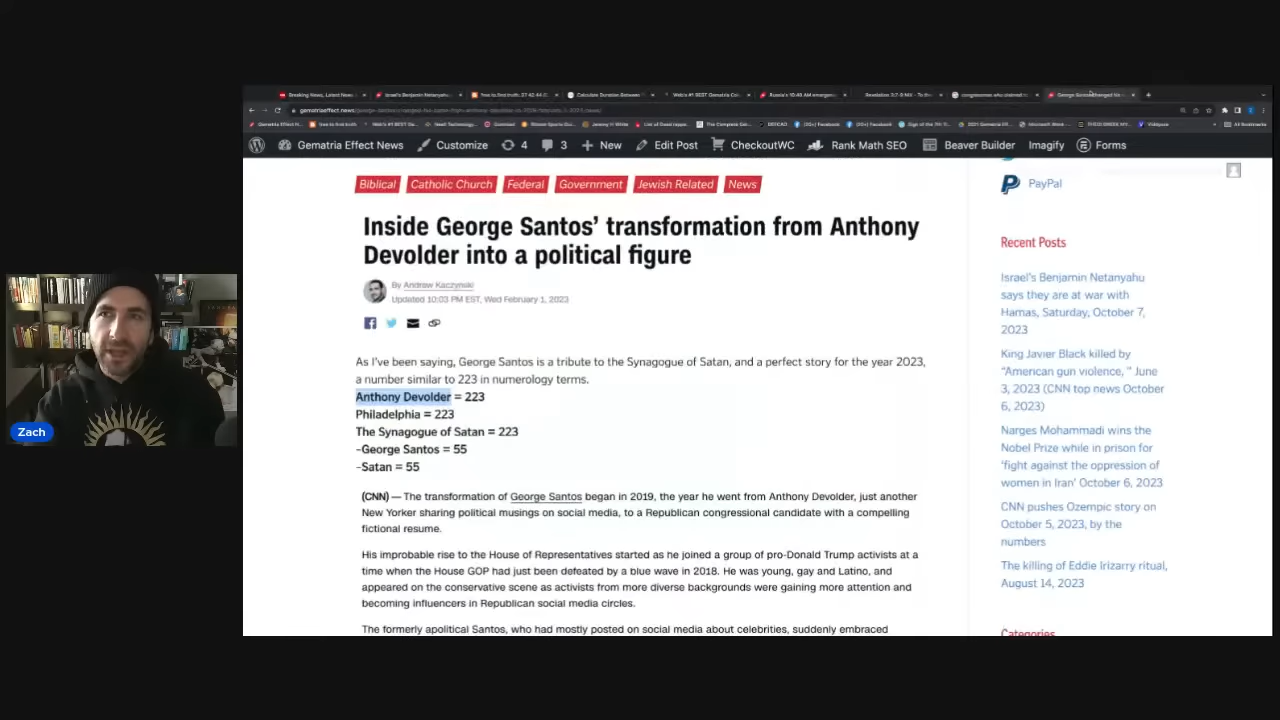 Zach
Gematria Effect News
Customize
4
3
New
Edit Post
CheckoutWC
Rank Math SEO
Beaver Builder
Imagify
Forms
Biblical
Catholic Church
Federal
Government
Jewish Related
News
Inside George Santos’ transformation from Anthony
Devolder into a political figure
By Andrew Kaczynski
Updated 10:03 PM EST, Wed February 1, 2023
As I’ve been saying, George Santos is a tribute to the Synagogue of Satan, and a perfect story for the year 2023,
a number similar to 223 in numerology terms.
Anthony Devolder = 223
Philadelphia = 223
The Synagogue of Satan = 223
-George Santos = 55
-Satan = 55
(CNN) — The transformation of George Santos began in 2019, the year he went from Anthony Devolder, just another
New Yorker sharing political musings on social media, to a Republican congressional candidate with a compelling
fictional resume.
His improbable rise to the House of Representatives started as he joined a group of pro-Donald Trump activists at a
time when the House GOP had just been defeated by a blue wave in 2018. He was young, gay and Latino, and
appeared on the conservative scene as activists from more diverse backgrounds were gaining more attention and
becoming influencers in Republican social media circles.
The formerly apolitical Santos, who had mostly posted on social media about celebrities, suddenly embraced
PayPal
Recent Posts
Israel’s Benjamin Netanyahu
says they are at war with
Hamas, Saturday, October 7,
2023
King Javier Black killed by
“American gun violence, ” June
3, 2023 (CNN top news October
6, 2023)
Narges Mohammadi wins the
Nobel Prize while in prison for
‘fight against the oppression of
women in Iran’ October 6, 2023
CNN pushes Ozempic story on
October 5, 2023, by the
numbers
The killing of Eddie Irizarry ritual,
August 14, 2023
Categories